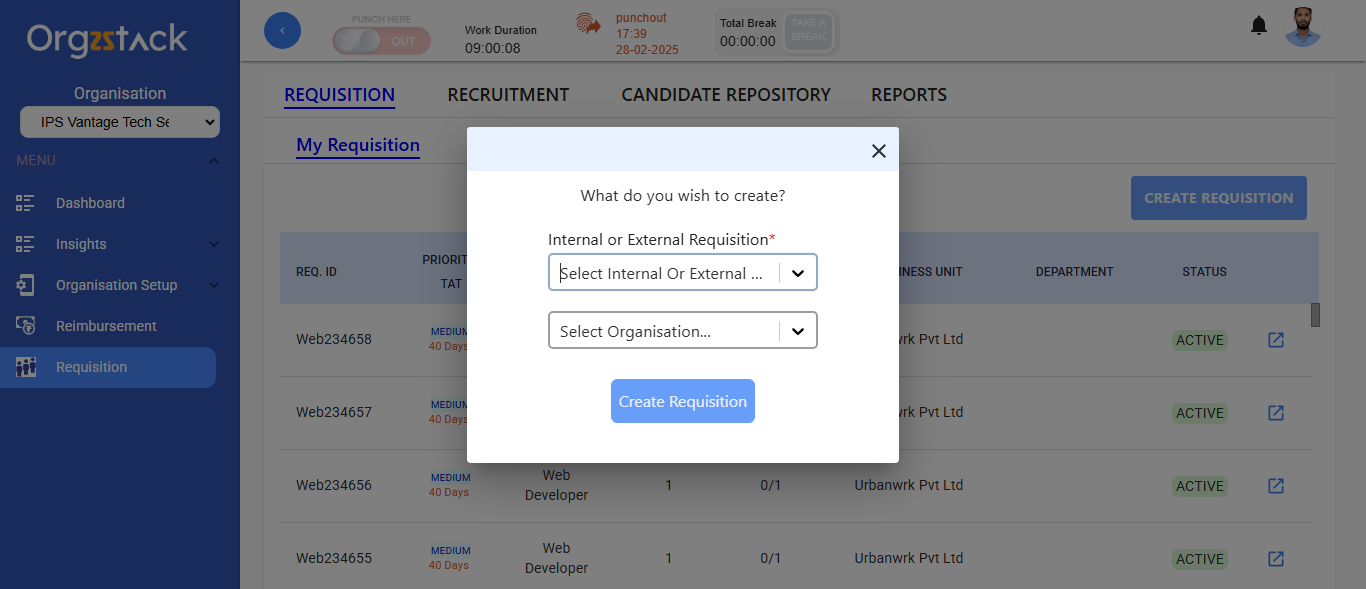 Orgzstack
Organisation
IPS Vantage Tech Se
MENU
Dashboard
Insights
Organisation Setup
Reimbursement
Requisition
PUNCH HERE
OUT
Work Duration
09:00:08
punchout
17:39
28-02-2025
Total Break
00:00:00
TAKE A
BREAK
REQUISITION RECRUITMENT CANDIDATE REPOSITORY REPORTS
My Requisition
CREATE REQUISITION
What do you wish to create?
Internal or External Requisition*
Select Internal Or External ...
Select Organisation...
Create Requisition
REQ. ID PRIORIT NESS UNIT DEPARTMENT STATUS
TAT
Web234658 MEDIUM wrk Pvt Ltd ACTIVE
40 Days
Web234657 MEDIUM wrk Pvt Ltd ACTIVE
40 Days
Web234656 MEDIUM Web 1 0/1 Urbanwrk Pvt Ltd ACTIVE
40 Days Developer
Web234655 MEDIUM Web 1 0/1 Urbanwrk Pvt Ltd ACTIVE
40 Days Developer